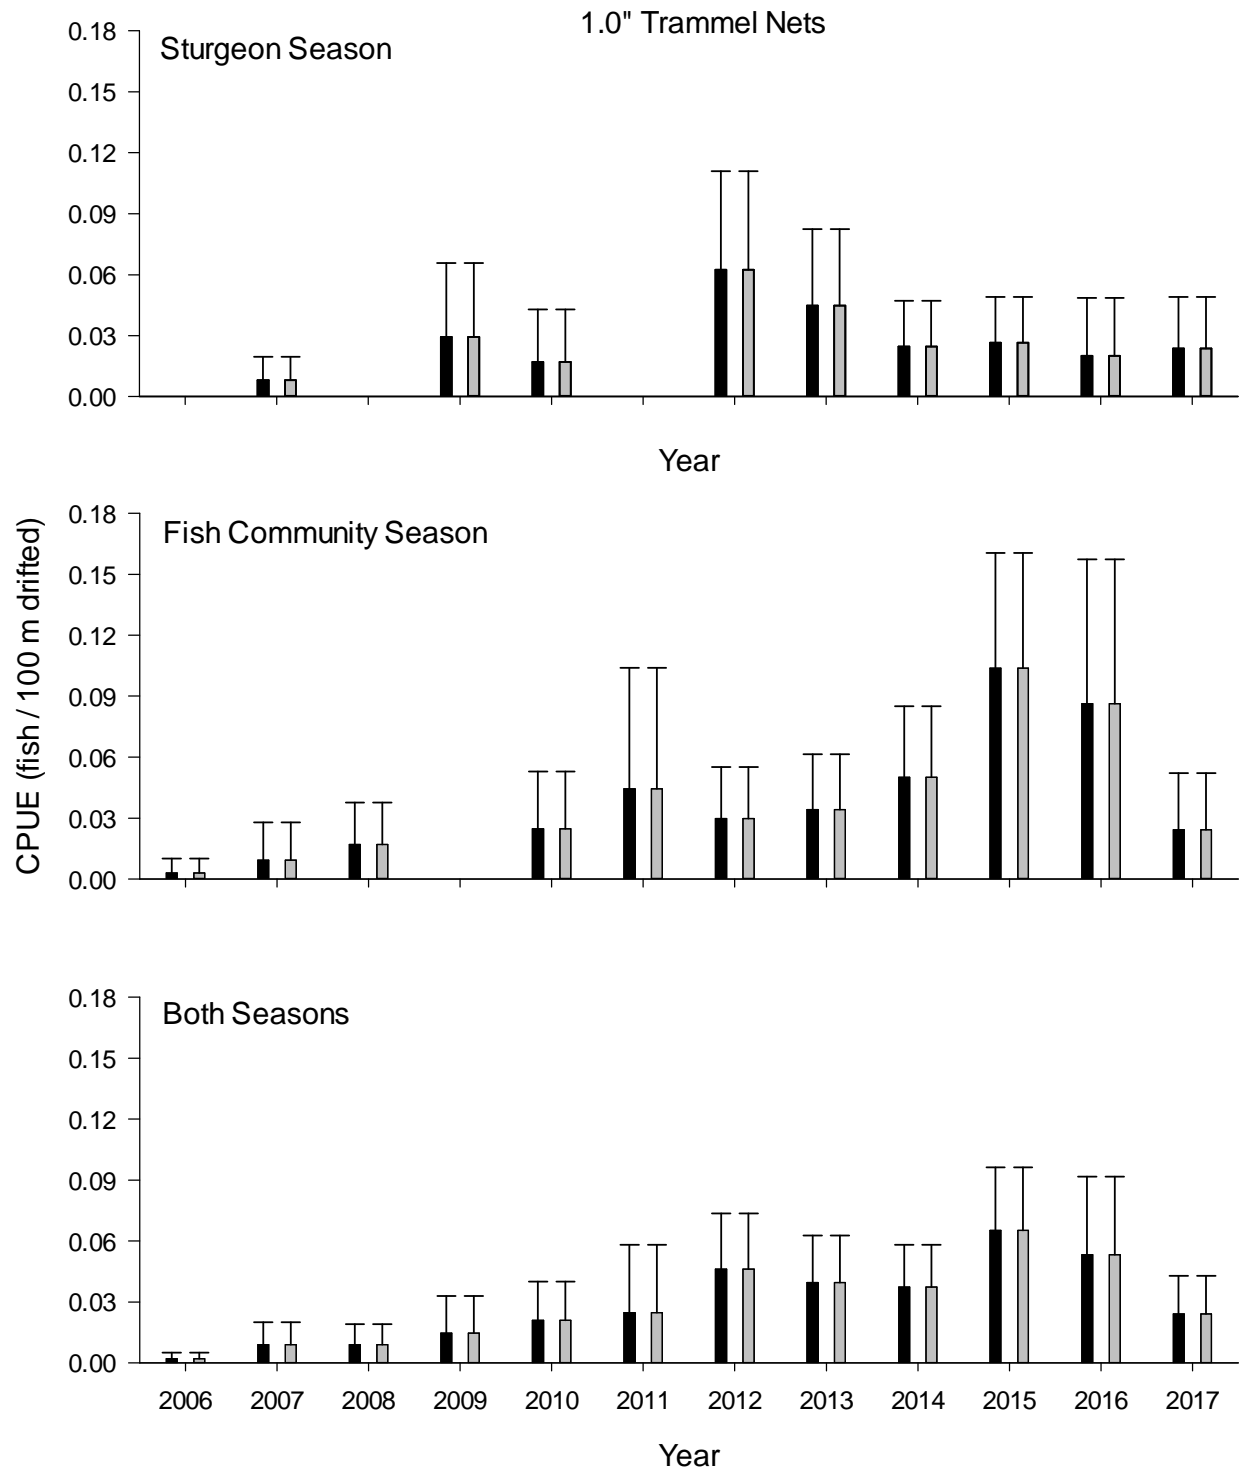 1.0" Trammel Nets
Sturgeon Season
0.18
0.15
0.12
0.09
0.06
0.03
0.00
Year
CPUE (fish / 100 m drifted)
Fish Community Season
0.18
0.15
0.12
0.09
0.06
0.03
0.00
Both Seasons
0.18
0.15
0.12
0.09
0.06
0.03
0.00
2006 2007 2008 2009 2010 2011 2012 2013 2014 2015 2016 2017
Year